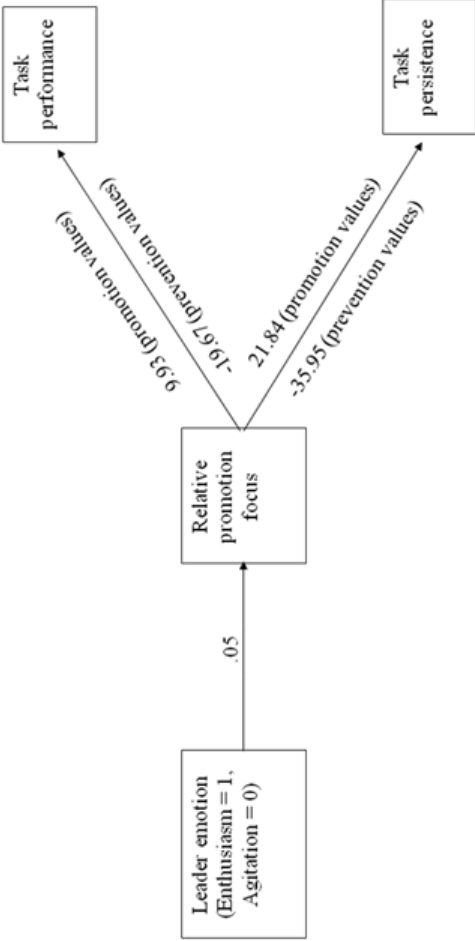 Leader emotion
(Enthusiasm = 1,
Agitation = 0)
.05
Relative
promotion
focus
9.93 (promotion values)
-19.67 (prevention values)
Task
performance
21.84 (promotion values)
-35.95 (prevention values)
Task
persistence